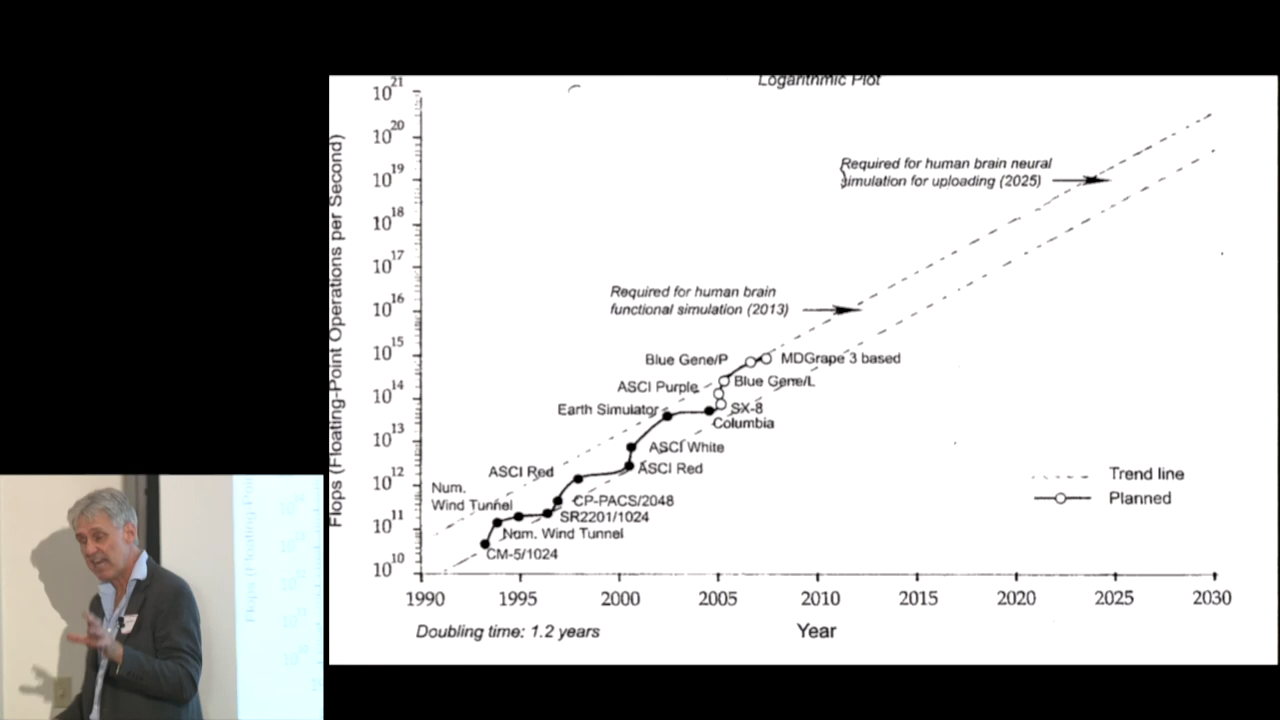 Logarithmic Plot
10^21
10^20
10^19
10^18
10^17
10^16
10^15
10^14
10^13
10^12
10^11
10^10
Flops (Floating-Point Operations per Second)
Required for human brain neural
simulation for uploading (2025)
Required for human brain
functional simulation (2013)
Blue Gene/P
MDGrape 3 based
ASCI Purple
Blue Gene/L
Earth Simulator
SX-8
Columbia
ASCI White
ASCI Red
ASCI Red
Num.
Wind Tunnel
CP-PACS/2048
SR2201/1024
Num. Wind Tunnel
CM-5/1024
Trend line
Planned
1990 1995 2000 2005 2010 2015 2020 2025 2030
Doubling time: 1.2 years
Year